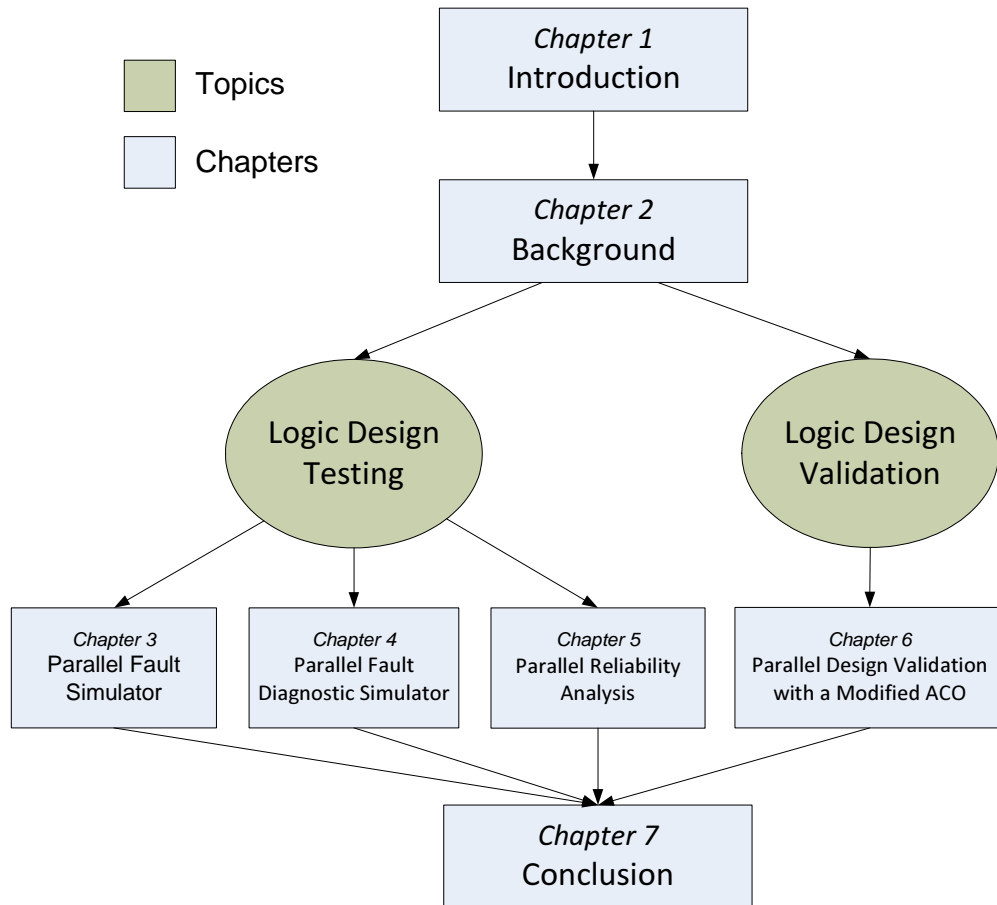 Topics
Chapters
Chapter 1
Introduction
Chapter 2
Background
Logic Design
Testing
Logic Design
Validation
Chapter 3
Parallel Fault
Simulator
Chapter 4
Parallel Fault
Diagnostic Simulator
Chapter 5
Parallel Reliability
Analysis
Chapter 6
Parallel Design Validation
with a Modified ACO
Chapter 7
Conclusion